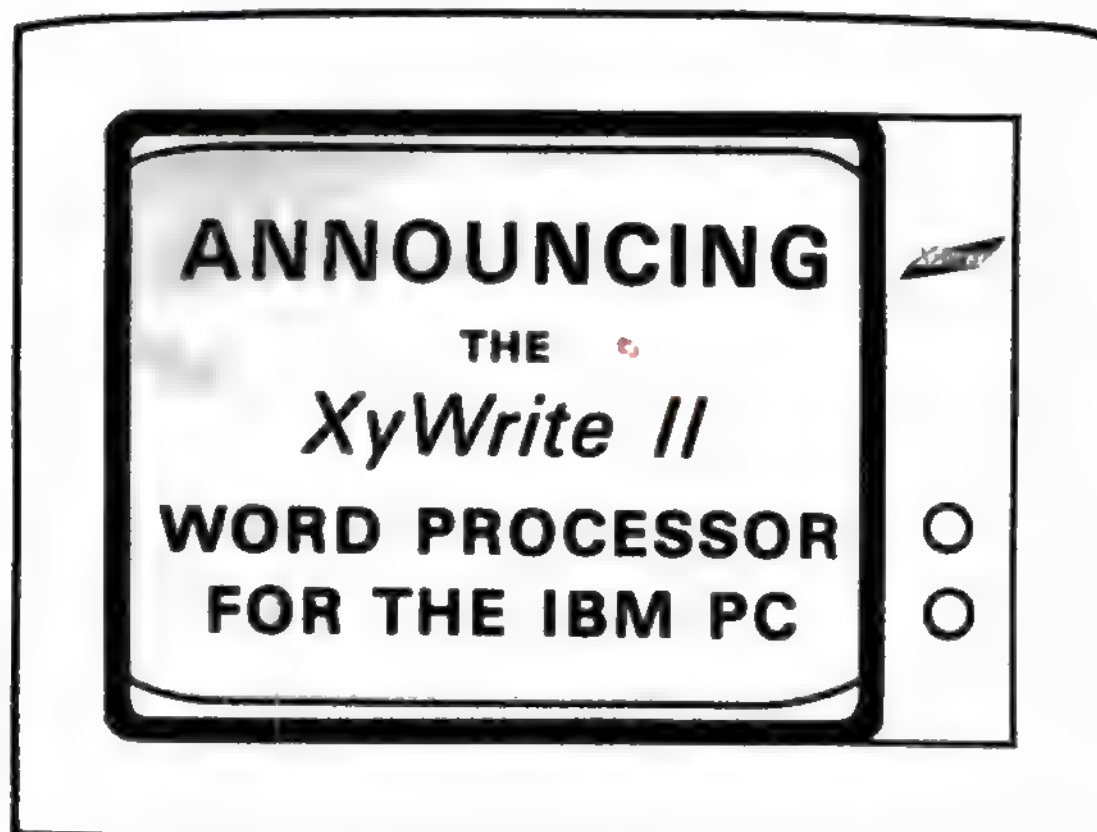 ANNOUNCING
THE
XyWrite II
WORD PROCESSOR
FOR THE IBM PC